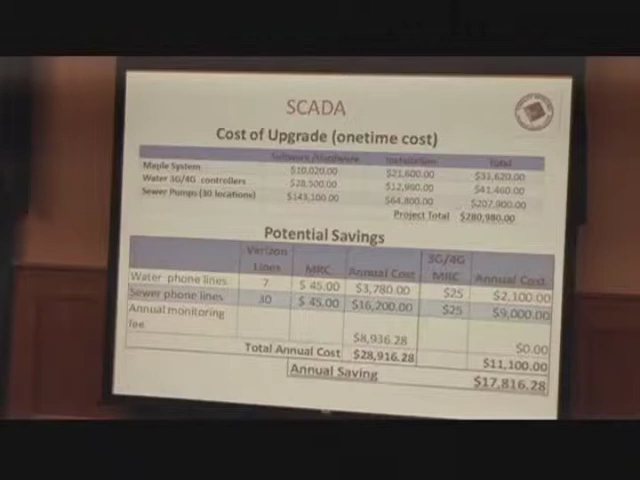 SCADA
Cost of Upgrade (onetime cost)
Software/Hardware Installation Total
Maple System $10,020.00 $21,600.00 $31,620.00
Water 3G/4G controllers $28,500.00 $12,960.00 $41,460.00
Sewer Pumps (30 locations) $143,100.00 $64,800.00 $207,900.00
Project Total $280,980.00
Potential Savings
Verizon Lines MRC Annual Cost 3G/4G MRC Annual Cost
Water phone lines 7 $ 45.00 $3,780.00 $25 $2,100.00
Sewer phone lines 30 $ 45.00 $16,200.00 $25 $9,000.00
Annual monitoring fee $8,936.28 $0.00
Total Annual Cost $28,916.28 $11,100.00
Annual Saving $17,816.28